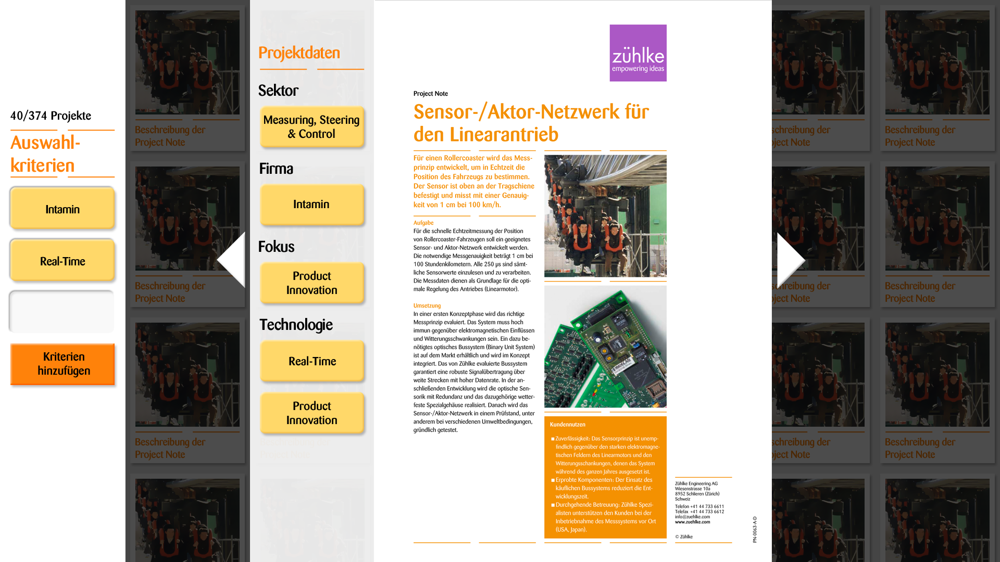 40/374 Projekte
Auswahl-
kriterien
Intamin
Real-Time
Kriterien
hinzufügen
Beschreibung der
Project Note
Beschreibung der
Project Note
Beschreibung der
Project Note
Projektdaten
Sektor
Measuring, Steering
& Control
Firma
Intamin
Fokus
Product
Innovation
Technologie
Real-Time
Product
Innovation
Beschreibung der
Project Note
zühlke
empowering ideas
Project Note
Sensor-/Aktor-Netzwerk für
den Linearantrieb
Für einen Rollercoaster wird das Mess-
prinzip entwickelt, um in Echtzeit die
Position des Fahrzeugs zu bestimmen.
Der Sensor ist oben an der Tragschiene
befestigt und misst mit einer Genauig-
keit von 1 cm bei 100 km/h.
Aufgabe
Für die schnelle Echtzeitmessung der Position
von Rollercoaster-Fahrzeugen soll ein geeignetes
Sensor- und Aktor-Netzwerk entwickelt werden.
Die notwendige Messgenauigkeit beträgt 1 cm bei
100 Stundenkilometern. Alle 250 µs sind sämt-
liche Sensorwerte einzulesen und zu verarbeiten.
Die Messdaten dienen als Grundlage für die opti-
male Regelung des Antriebes (Linearmotor).
Umsetzung
In einer ersten Konzeptphase wird das richtige
Messprinzip evaluiert. Das System muss hoch
immun gegenüber elektromagnetischen Einflüssen
und Witterungsschwankungen sein. Ein dazu be-
nötigtes optisches Bussystem (Binary Unit System)
ist auf dem Markt erhältlich und wird im Konzept
integriert. Das von Zühlke evaluierte Bussystem
garantiert eine robuste Signalübertragung über
weite Strecken mit hoher Datenrate. In der an-
schließenden Entwicklung wird die optische Sen-
sorik mit Redundanz und das dazugehörige wetter-
feste Spezialgehäuse realisiert. Danach wird das
Sensor-/Aktor-Netzwerk in einem Prüfstand, unter
anderem bei verschiedenen Umweltbedingungen,
gründlich getestet.
INDEL AG
Kundennutzen
■ Zuverlässigkeit: Das Sensorprinzip ist unemp-
findlich gegenüber den starken elektromagne-
tischen Feldern des Linearmotors und den
Witterungsschankungen, denen das System
während des ganzen Jahres ausgesetzt ist.
■ Erprobte Komponenten: Der Einsatz des
käuflichen Bussystems reduziert die Ent-
wicklungszeit.
■ Durchgehende Betreuung: Zühlke Spezi-
alisten unterstützen den Kunden bei der
Inbetriebnahme des Messsystems vor Ort
(USA, Japan).
Zühlke Engineering AG
Wiesenstrasse 10a
8952 Schlieren (Zürich)
Schweiz
Telefon +41 44 733 6611
Telefax +41 44 733 6612
info@zuehlke.com
www.zuehlke.com
© Zühlke
PN-0063-A-D
schreibung der
ject Note
Beschreibung der
Project Note
schreibung der
ject Note
Beschreibung der
Project Note
schreibung der
ject Note
Beschreibung der
Project Note